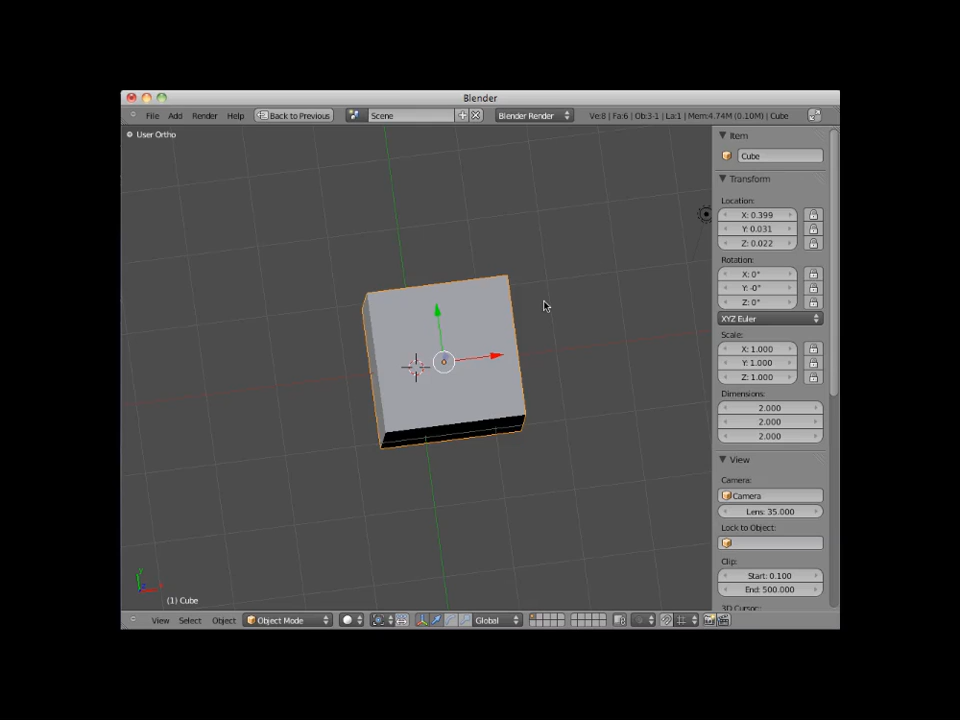 Blender
File Add Render Help Back to Previous Scene Blender Render Ve:8 | Fa:6 | Ob:3-1 | La:1 | Mem:4.74M (0.10M) | Cube
User Ortho
Item
Cube
Transform
Location:
X: 0.399
Y: 0.031
Z: 0.022
Rotation:
X: 0°
Y: -0°
Z: 0°
XYZ Euler
Scale:
X: 1.000
Y: 1.000
Z: 1.000
Dimensions:
2.000
2.000
2.000
View
Camera:
Camera
Lens: 35.000
Lock to Object:
Clip:
Start: 0.100
End: 500.000
3D Cursor:
(1) Cube
View Select Object Object Mode Global